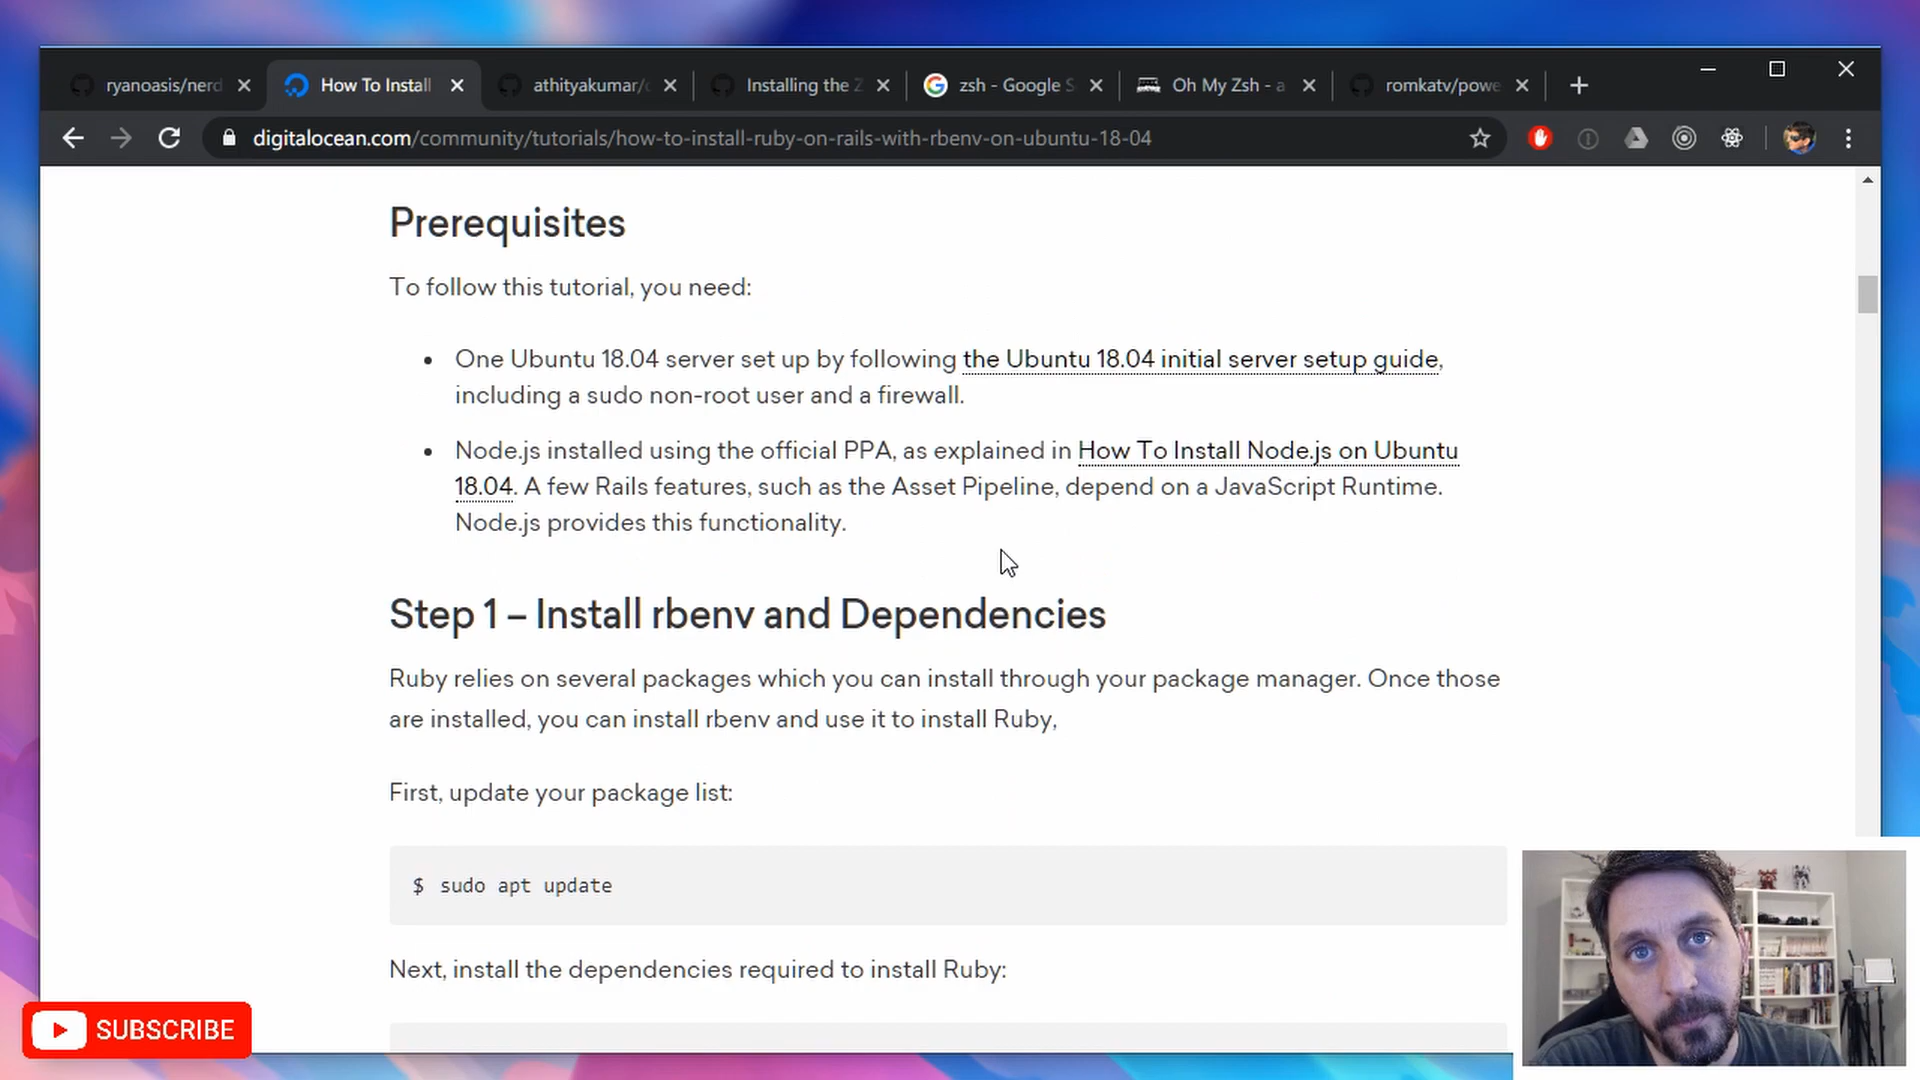 ryanoasis/nerd
How To Install
athityakumar/c
Installing the Z
zsh - Google S
Oh My Zsh - a
romkatv/powe
digitalocean.com/community/tutorials/how-to-install-ruby-on-rails-with-rbenv-on-ubuntu-18-04
Prerequisites
To follow this tutorial, you need:
• One Ubuntu 18.04 server set up by following the Ubuntu 18.04 initial server setup guide,
including a sudo non-root user and a firewall.
• Node.js installed using the official PPA, as explained in How To Install Node.js on Ubuntu
18.04. A few Rails features, such as the Asset Pipeline, depend on a JavaScript Runtime.
Node.js provides this functionality.
Step 1 – Install rbenv and Dependencies
Ruby relies on several packages which you can install through your package manager. Once those
are installed, you can install rbenv and use it to install Ruby,
First, update your package list:
$ sudo apt update
Next, install the dependencies required to install Ruby:
SUBSCRIBE